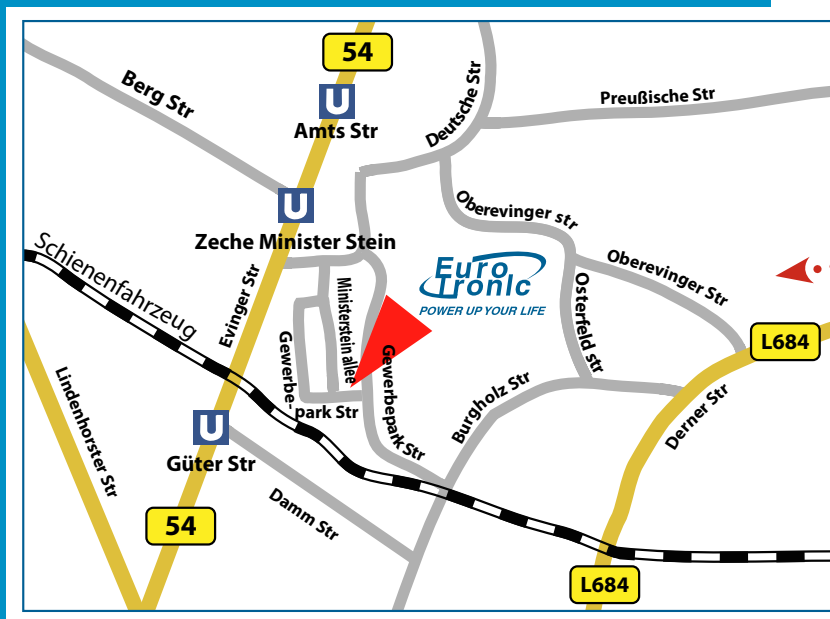 54
Berg Str
Amts Str
Deutsche Str
Preußische Str
Zeche Minister Stein
Oberevinger str
Oberevinger Str
Schienenfahrzeug
Evinger Str
Ministerstein allee
Euro
Tronic
POWER UP YOUR LIFE
Osterfeld str
L684
Gewerbe-
park Str
Gewerbepark Str
Burgholz Str
Derner Str
Lindenhorster Str
U
U
U
Güter Str
Damm Str
54
L684